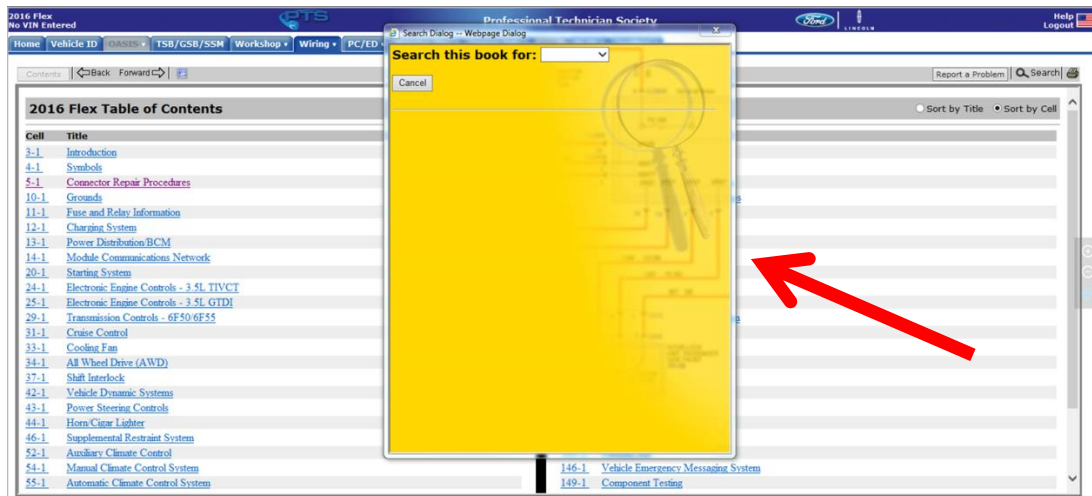 2016 Flex
No VIN Entered
PTS
Professional Technician Society
Ford
LINCOLN
Help
Logout
Home Vehicle ID OASIS TSB/GSB/SSM Workshop Wiring PC/ED
Search Dialog -- Webpage Dialog
Search this book for:
Cancel
Contents Back Forward
Report a Problem Search
2016 Flex Table of Contents
Sort by Title Sort by Cell
Cell Title
3-1 Introduction
4-1 Symbols
5-1 Connector Repair Procedures
10-1 Grounds
11-1 Fuse and Relay Information
12-1 Charging System
13-1 Power Distribution/BCM
14-1 Module Communications Network
20-1 Starting System
24-1 Electronic Engine Controls - 3.5L TIVCT
25-1 Electronic Engine Controls - 3.5L GTDI
29-1 Transmission Controls - 6F50/6F55
31-1 Cruise Control
33-1 Cooling Fan
34-1 All Wheel Drive (AWD)
37-1 Shift Interlock
42-1 Vehicle Dynamic Systems
43-1 Power Steering Controls
44-1 Horn/Cigar Lighter
46-1 Supplemental Restraint System
52-1 Auxiliary Climate Control
54-1 Manual Climate Control System
55-1 Automatic Climate Control System
146-1 Vehicle Emergency Messaging System
149-1 Component Testing